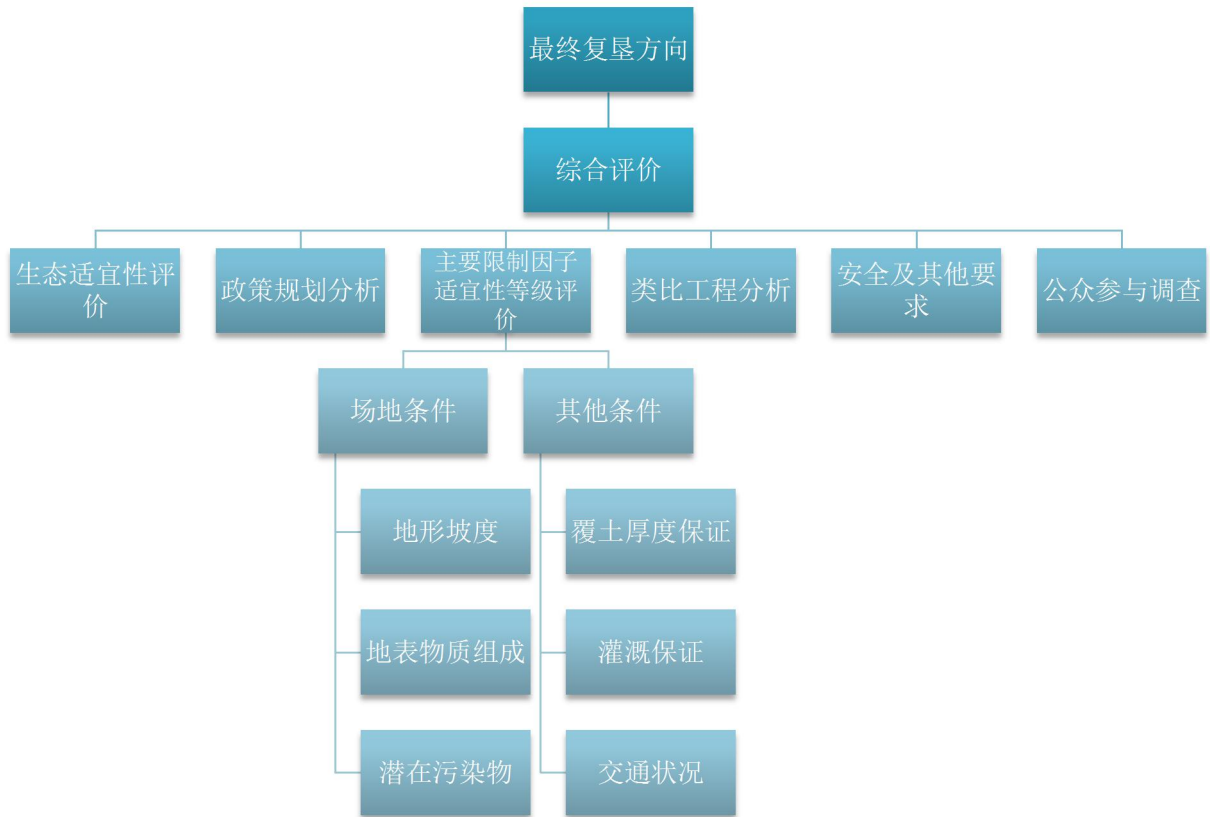 最终复垦方向
综合评价
生态适宜性评
价
政策规划分析
主要限制因子
适宜性等级评
价
类比工程分析
安全及其他要
求
公众参与调查
场地条件
其他条件
地形坡度
覆土厚度保证
地表物质组成
灌溉保证
潜在污染物
交通状况